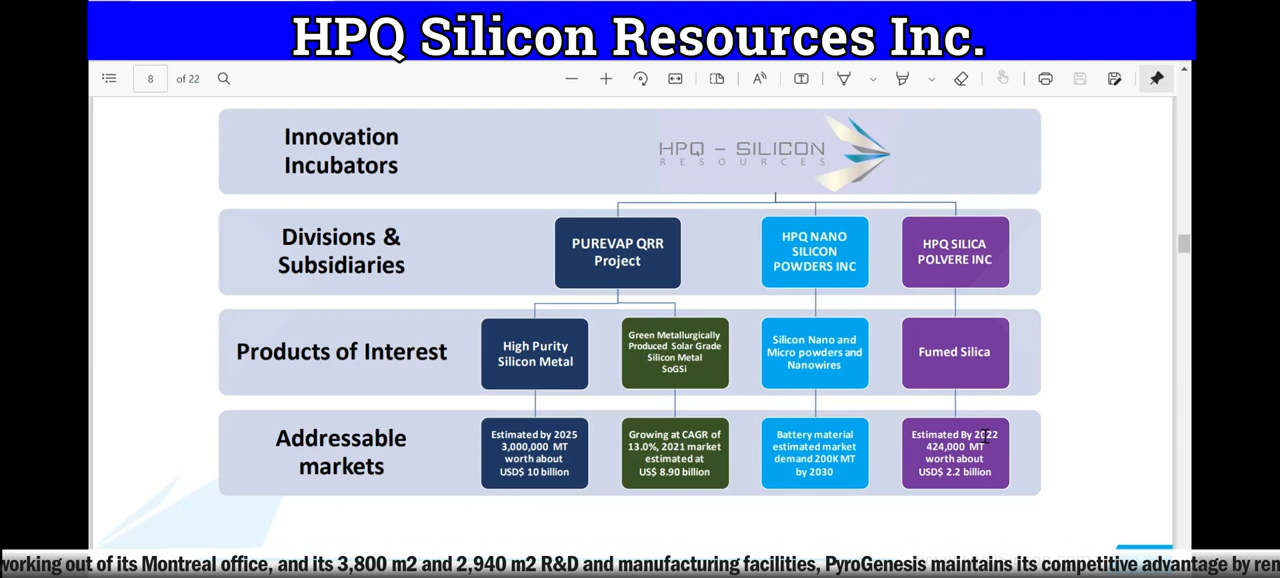 HPQ Silicon Resources Inc.
8 of 22
Innovation
Incubators
HPQ – SILICON
RESOURCES
Divisions &
Subsidiaries
PUREVAP QRR
Project
HPQ NANO
SILICON
POWDERS INC
HPQ SILICA
POLVERE INC
Products of Interest
High Purity
Silicon Metal
Green Metallurgically
Produced Solar Grade
Silicon Metal
SoGSi
Silicon Nano and
Micro powders and
Nanowires
Fumed Silica
Addressable
markets
Estimated by 2025
3,000,000 MT
worth about
USD$ 10 billion
Growing at CAGR of
13.0%, 2021 market
estimated at
US$ 8.90 billion
Battery material
estimated market
demand 200K MT
by 2030
Estimated By 2022
424,000 MT
worth about
USD$ 2.2 billion
working out of its Montreal office, and its 3,800 m2 and 2,940 m2 R&D and manufacturing facilities, PyroGenesis maintains its competitive advantage by